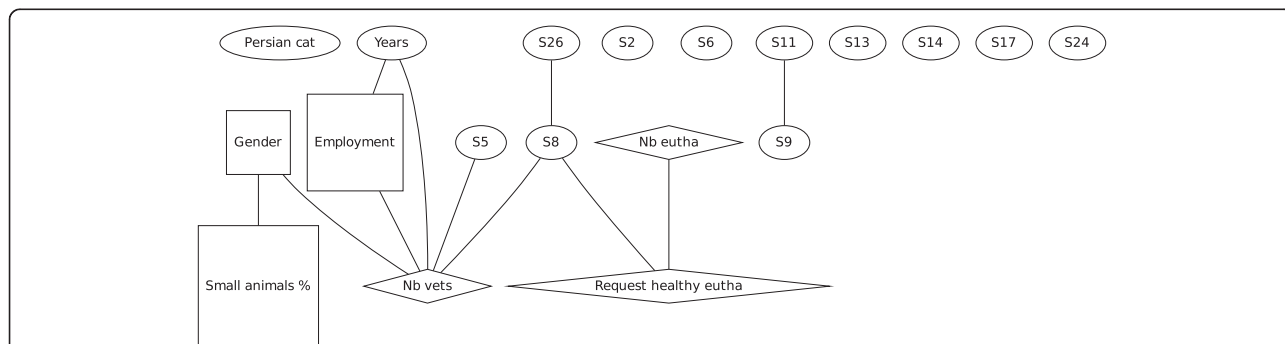 Persian cat Years S26 S2 S6 S11 S13 S14 S17 S24
Gender Employment S5 S8 Nb eutha S9
Small animals % Nb vets Request healthy eutha